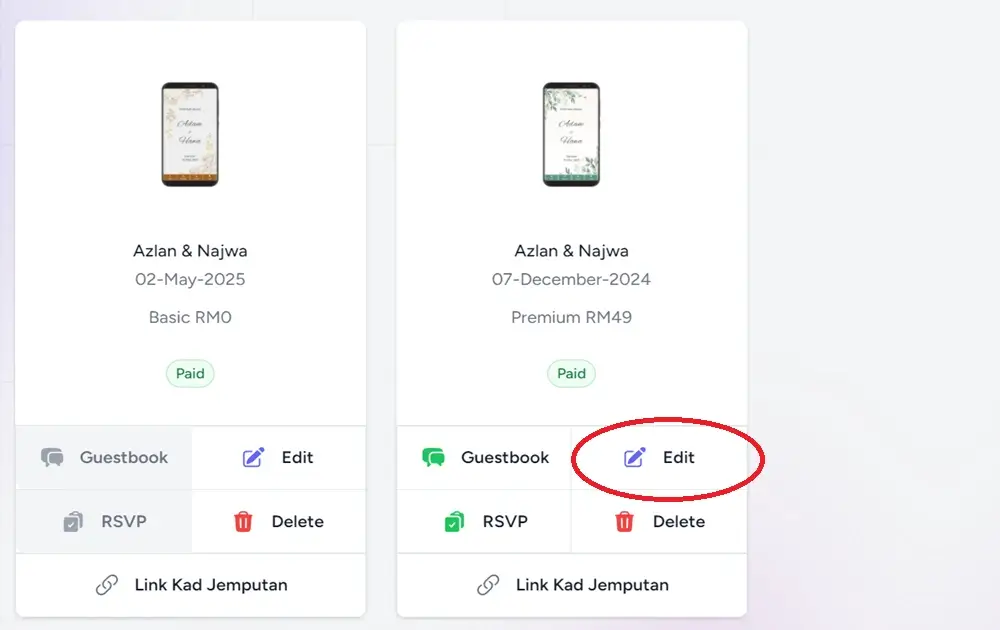 Azlan & Najwa
02-May-2025
Basic RM0
Paid
Guestbook
Edit
RSVP
Delete
Link Kad Jemputan
Azlan & Najwa
07-December-2024
Premium RM49
Paid
Guestbook
Edit
RSVP
Delete
Link Kad Jemputan